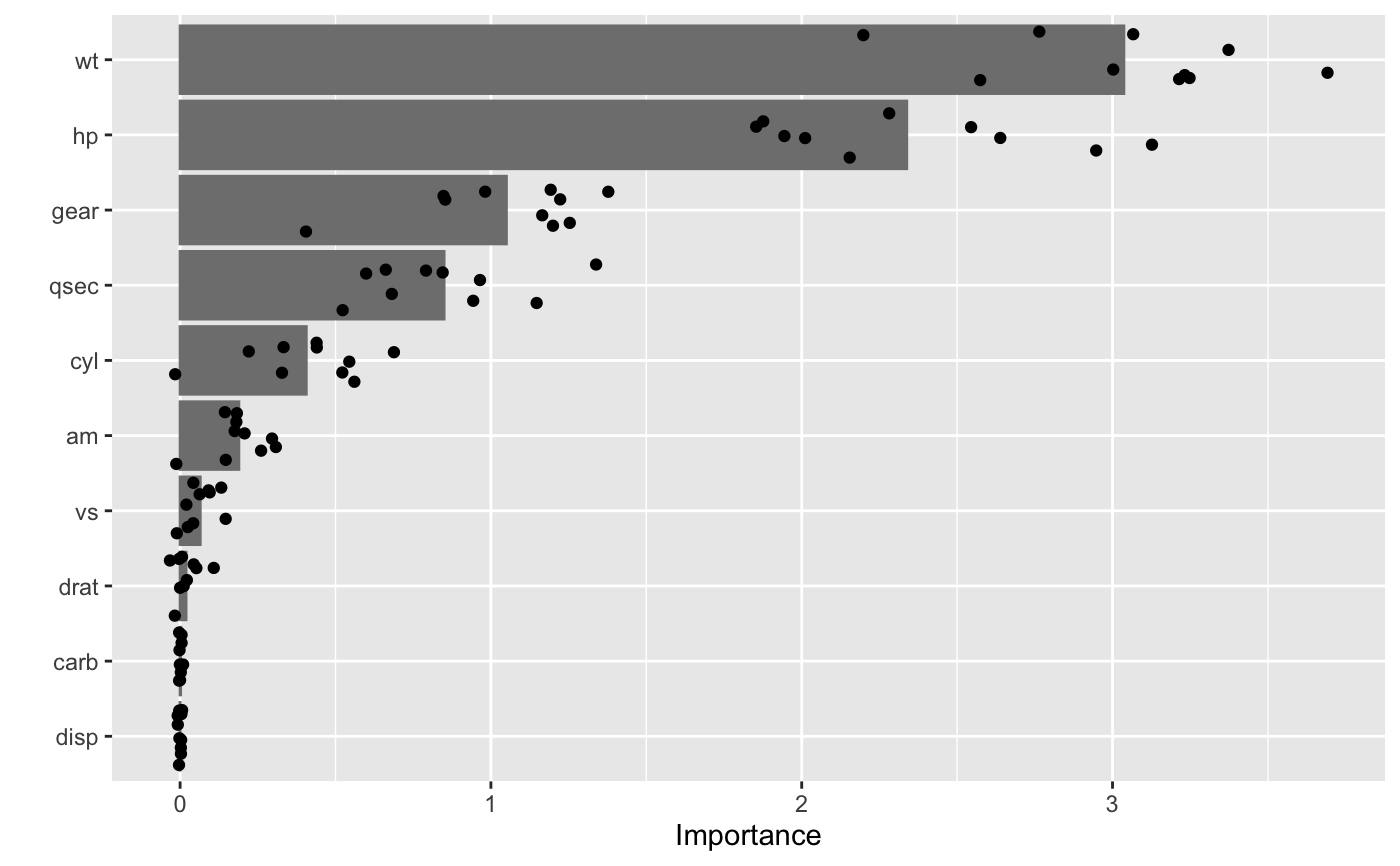 wt
hp
gear
qsec
cyl
am
vs
drat
carb
disp
0 1 2 3
Importance